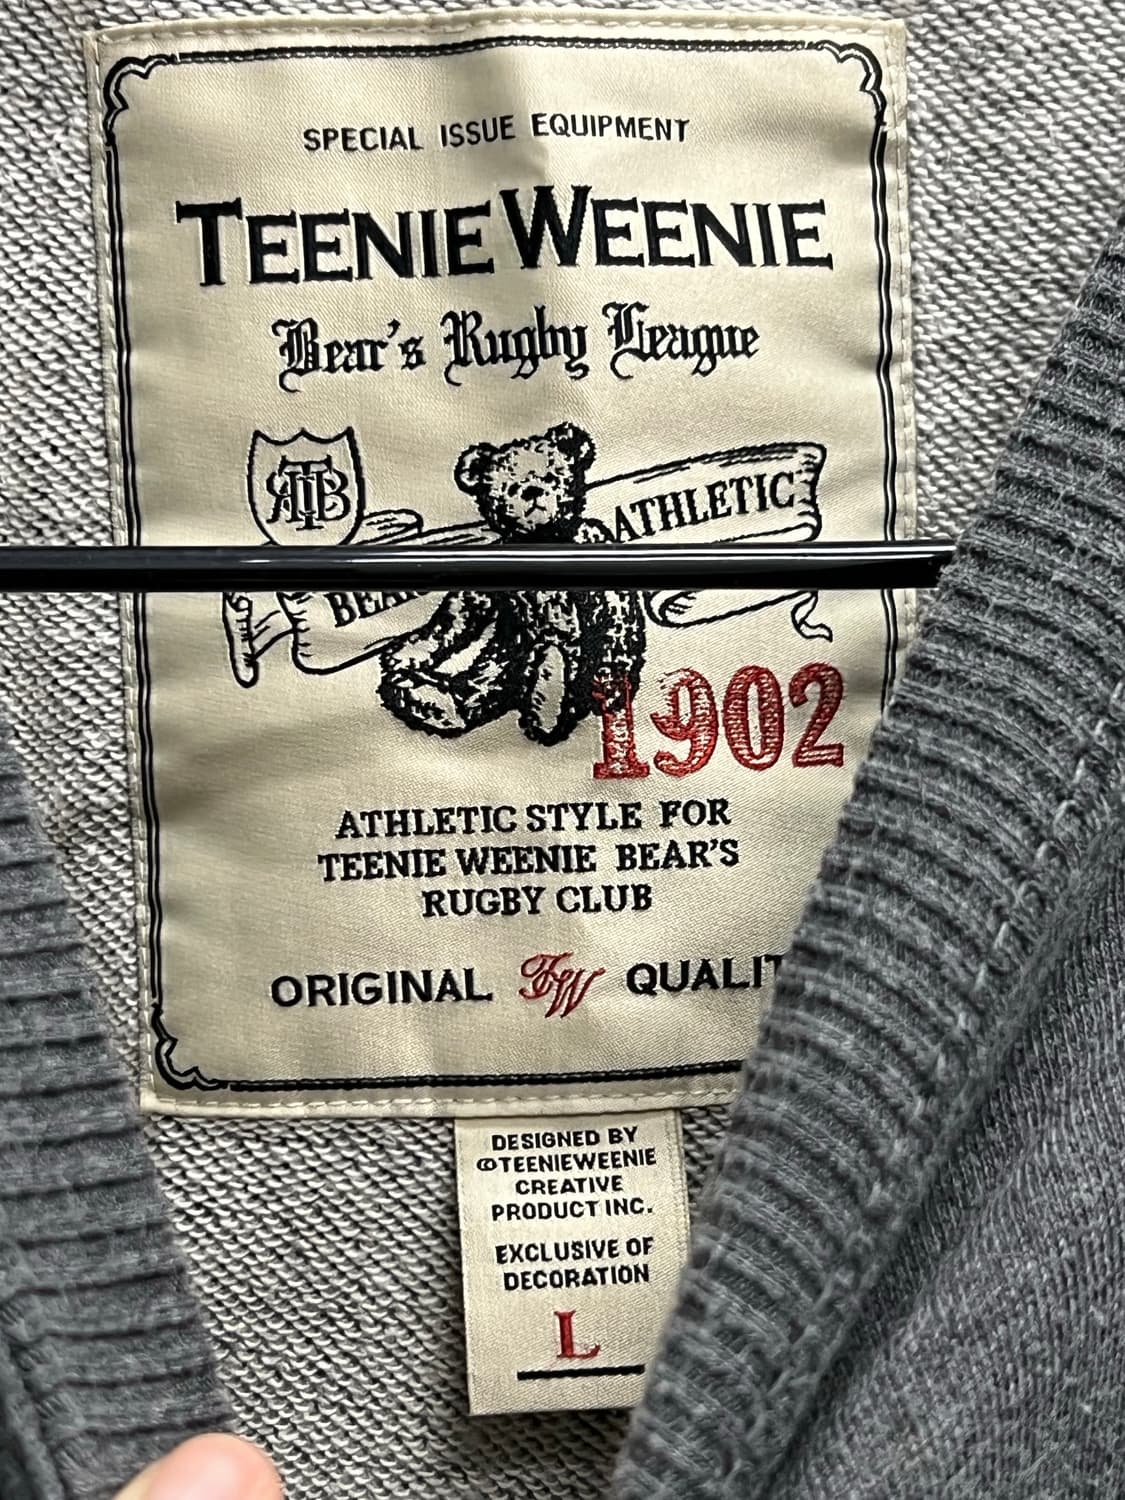 SPECIAL ISSUE EQUIPMENT
TEENIE WEENIE
Bear's Rugby League
ATHLETIC
1902
ATHLETIC STYLE FOR
TEENIE WEENIE BEAR'S
RUGBY CLUB
ORIGINAL TW
DESIGNED BY
©TEENIEWEENIE
CREATIVE
PRODUCT INC.
EXCLUSIVE OF
DECORATION
L